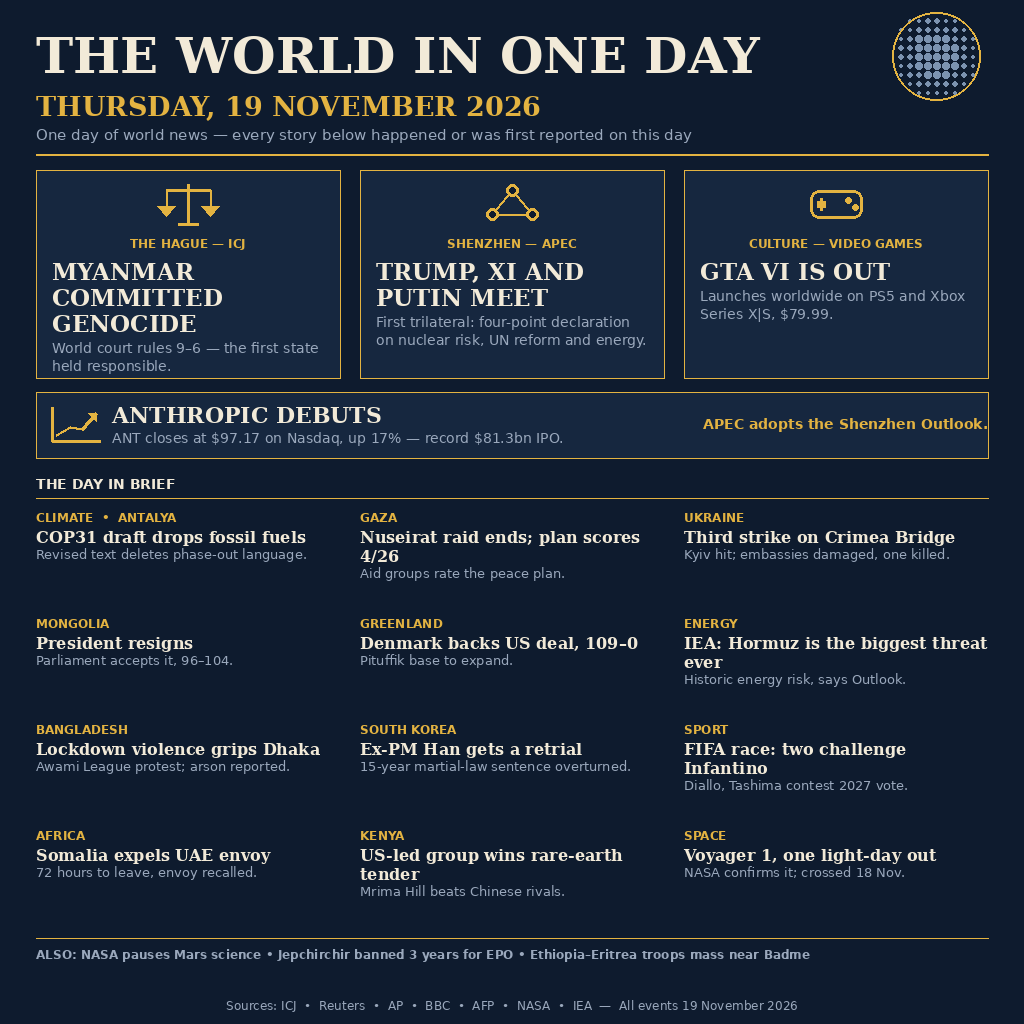 THE WORLD IN ONE DAY
THURSDAY, 19 NOVEMBER 2026
One day of world news — every story below happened or was first reported on this day
THE HAGUE — ICJ
MYANMAR
COMMITTED
GENOCIDE
World court rules 9–6 — the first state
held responsible.
SHENZHEN — APEC
TRUMP, XI AND
PUTIN MEET
First trilateral: four-point declaration
on nuclear risk, UN reform and energy.
CULTURE — VIDEO GAMES
GTA VI IS OUT
Launches worldwide on PS5 and Xbox
Series X|S, $79.99.
ANTHROPIC DEBUTS
ANT closes at $97.17 on Nasdaq, up 17% — record $81.3bn IPO.
APEC adopts the Shenzhen Outlook.
THE DAY IN BRIEF
CLIMATE • ANTALYA
COP31 draft drops fossil fuels
Revised text deletes phase-out language.
GAZA
Nuseirat raid ends; plan scores
4/26
Aid groups rate the peace plan.
UKRAINE
Third strike on Crimea Bridge
Kyiv hit; embassies damaged, one killed.
MONGOLIA
President resigns
Parliament accepts it, 96–104.
GREENLAND
Denmark backs US deal, 109–0
Pituffik base to expand.
ENERGY
IEA: Hormuz is the biggest threat
ever
Historic energy risk, says Outlook.
BANGLADESH
Lockdown violence grips Dhaka
Awami League protest; arson reported.
SOUTH KOREA
Ex-PM Han gets a retrial
15-year martial-law sentence overturned.
SPORT
FIFA race: two challenge
Infantino
Diallo, Tashima contest 2027 vote.
AFRICA
Somalia expels UAE envoy
72 hours to leave, envoy recalled.
KENYA
US-led group wins rare-earth
tender
Mrima Hill beats Chinese rivals.
SPACE
Voyager 1, one light-day out
NASA confirms it; crossed 18 Nov.
ALSO: NASA pauses Mars science • Jepchirchir banned 3 years for EPO • Ethiopia–Eritrea troops mass near Badme
Sources: ICJ • Reuters • AP • BBC • AFP • NASA • IEA — All events 19 November 2026